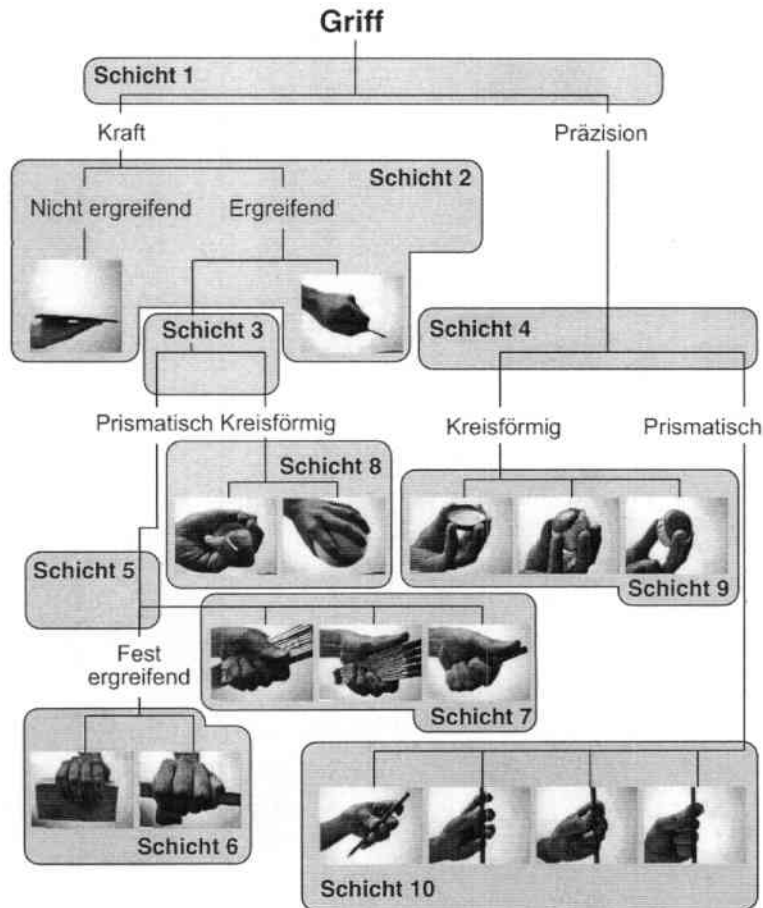 Griff
Schicht 1
Kraft
Präzision
Schicht 2
Nicht ergreifend
Ergreifend
Schicht 3
Schicht 4
Prismatisch
Kreisförmig
Kreisförmig
Prismatisch
Schicht 8
Schicht 5
Schicht 9
Fest
ergreifend
Schicht 7
Schicht 6
Schicht 10